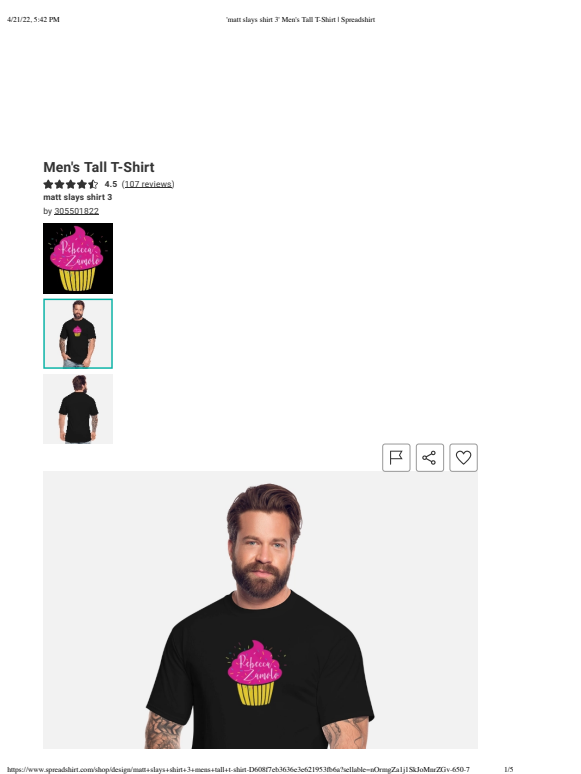 4/21/22, 5:42 PM
'matt slays shirt 3' Men's Tall T-Shirt | Spreadshirt
Men's Tall T-Shirt
4.5 (107 reviews)
matt slays shirt 3
by 305501822
Rebecca
Zamolo
Rebecca
Zamolo
https://www.spreadshirt.com/shop/design/matt+slays+shirt+3+mens+tall+t-shirt-D608f7eb3636e3e621953fb6a?sellable=nOrmgZa1j1SkJoMnrZGv-650-7
1/5